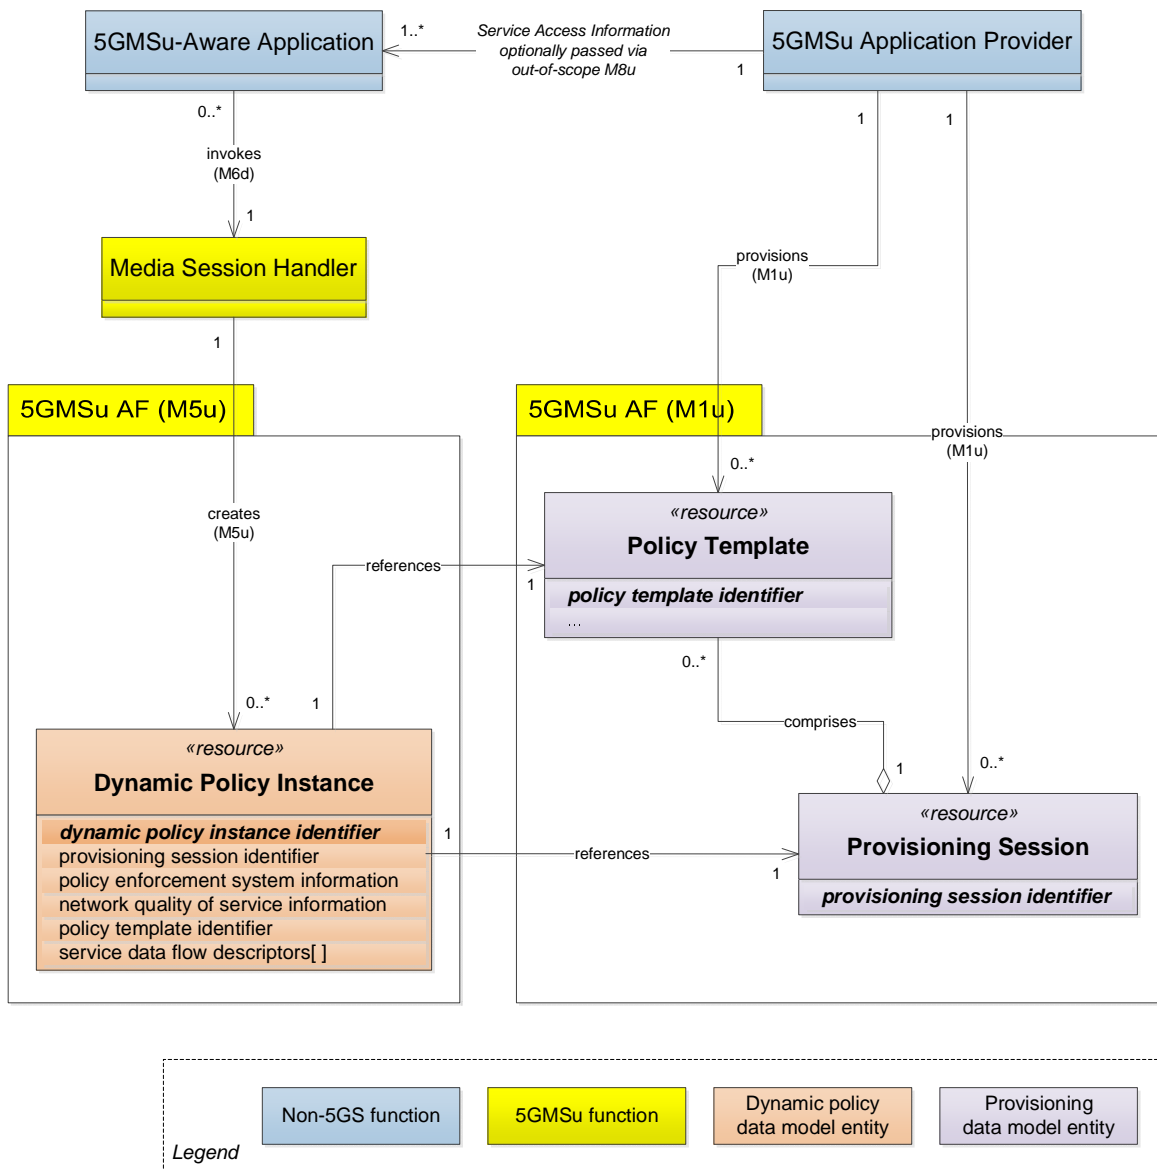 5GMSu-Aware Application
1..*
Service Access Information
optionally passed via
out-of-scope M8u
1
5GMSu Application Provider
0..*
1
1
invokes
(M6d)
1
Media Session Handler
provisions
(M1u)
1
5GMSu AF (M5u)
5GMSu AF (M1u)
provisions
(M1u)
0..*
creates
(M5u)
«resource»
Policy Template
references
1
policy template identifier
...
0..*
0..*
1
comprises
«resource»
Dynamic Policy Instance
1
0..*
«resource»
Provisioning Session
dynamic policy instance identifier
1
provisioning session identifier
references
1
policy enforcement system information
network quality of service information
policy template identifier
service data flow descriptors[ ]
provisioning session identifier
Non-5GS function
5GMSu function
Dynamic policy
data model entity
Provisioning
data model entity
Legend